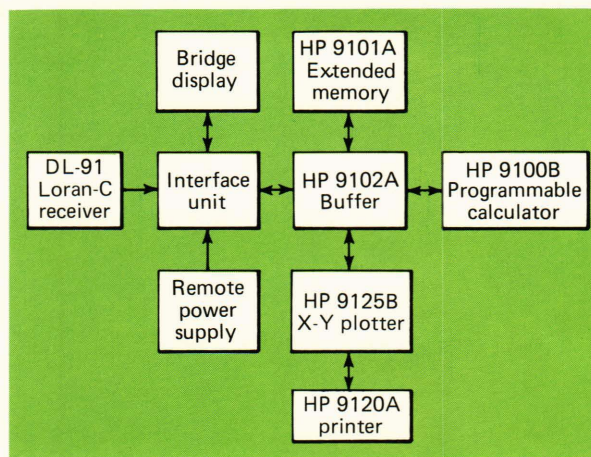 Bridge
display
HP 9101A
Extended
memory
DL-91
Loran-C
receiver
Interface
unit
HP 9102A
Buffer
HP 9100B
Programmable
calculator
Remote
power
supply
HP 9125B
X-Y plotter
HP 9120A
printer